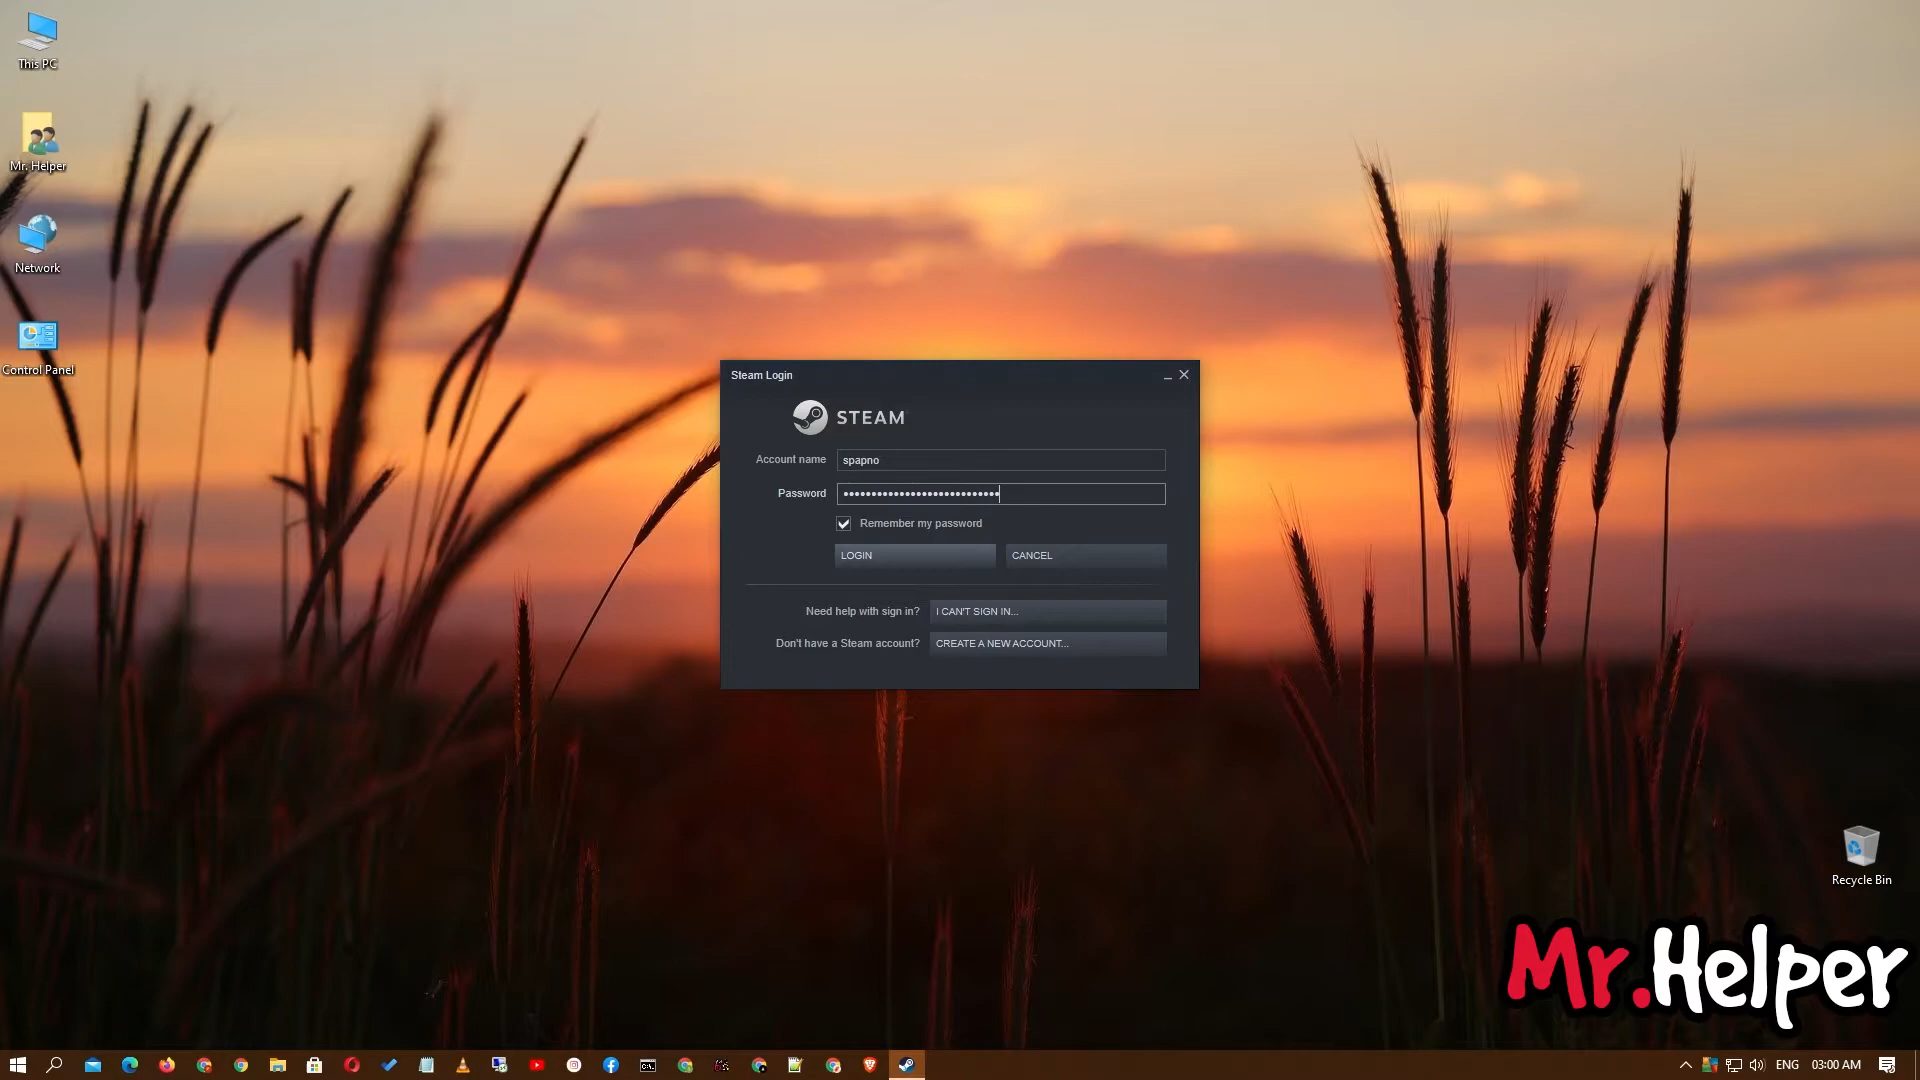 This PC
Mr. Helper
Network
Control Panel
Steam Login
STEAM
Account name
spapno
Password
Remember my password
LOGIN
CANCEL
Need help with sign in?
I CAN'T SIGN IN...
Don't have a Steam account?
CREATE A NEW ACCOUNT...
Recycle Bin
Mr.Helper
ENG
03:00 AM